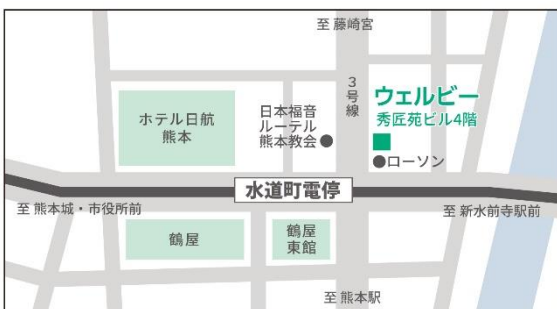 至 藤崎宮
3号線
ウェルビー
秀匠苑ビル4階
ホテル日航
熊本
日本福音
ルーテル
熊本教会
ローソン
水道町電停
至 熊本城・市役所前
至 新水前寺駅前
鶴屋
鶴屋
東館
至 熊本駅